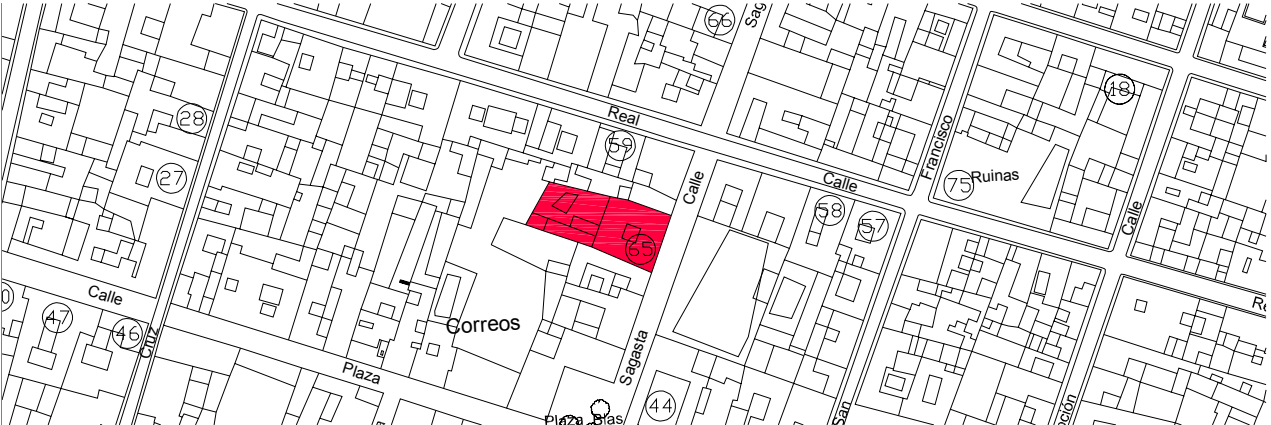 66
Real
59
28
27
Calle
Calle
58
57
65
Francisco
75
Ruinas
18
Calle
Calle
47
46
Cruz
Correos
Plaza
Sagasta
44
Plaza Blas
San